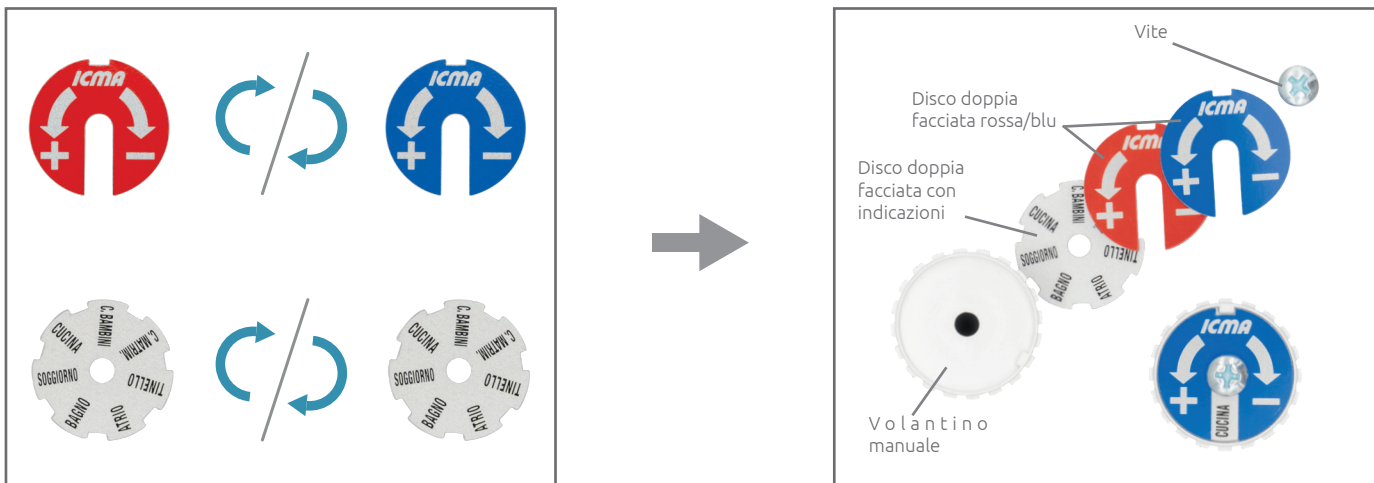 ICMA
+ −
ICMA
+ −
C. BAMBINI
C. MATRIM.
TINELLO
ATRIO
BAGNO
SOGGIORNO
CUCINA
C. BAMBINI
C. MATRIM.
TINELLO
ATRIO
BAGNO
SOGGIORNO
CUCINA
Vite
Disco doppia
facciata rossa/blu
ICMA
+ −
ICM
+ −
Disco doppia
facciata con
indicazioni
C. BAMBINI
CUCINA
SOGGIORNO
BAGNO
ATRIO
TINELLO
Volantino
manuale
ICMA
+ −
CUCINA